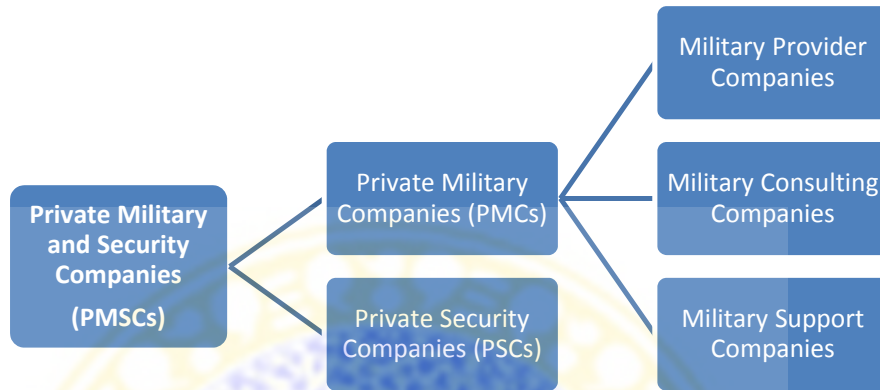 Private Military
and Security
Companies
(PMSCs)
Private Military
Companies (PMCs)
Private Security
Companies (PSCs)
Military Provider
Companies
Military Consulting
Companies
Military Support
Companies